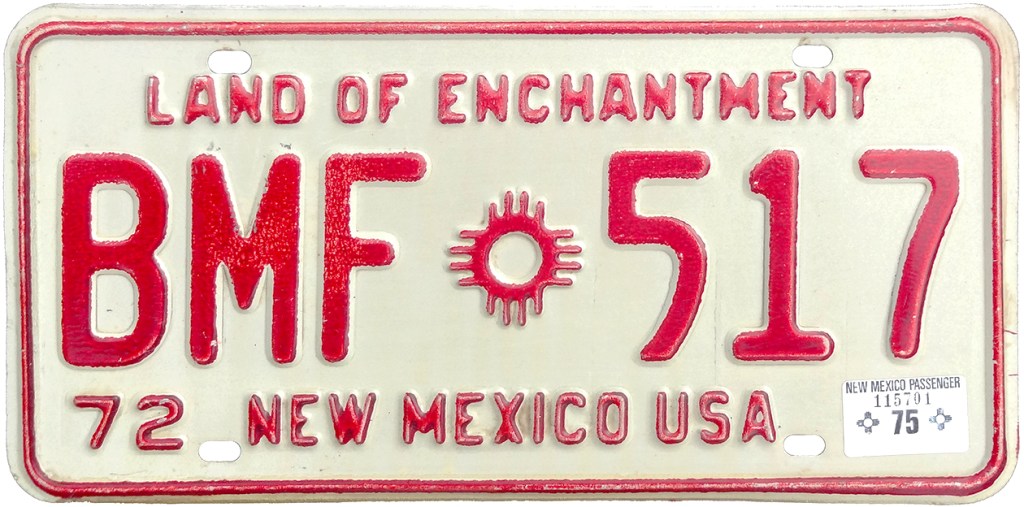 LAND OF ENCHANTMENT
BMF 517
72 NEW MEXICO USA
NEW MEXICO PASSENGER
115701
75